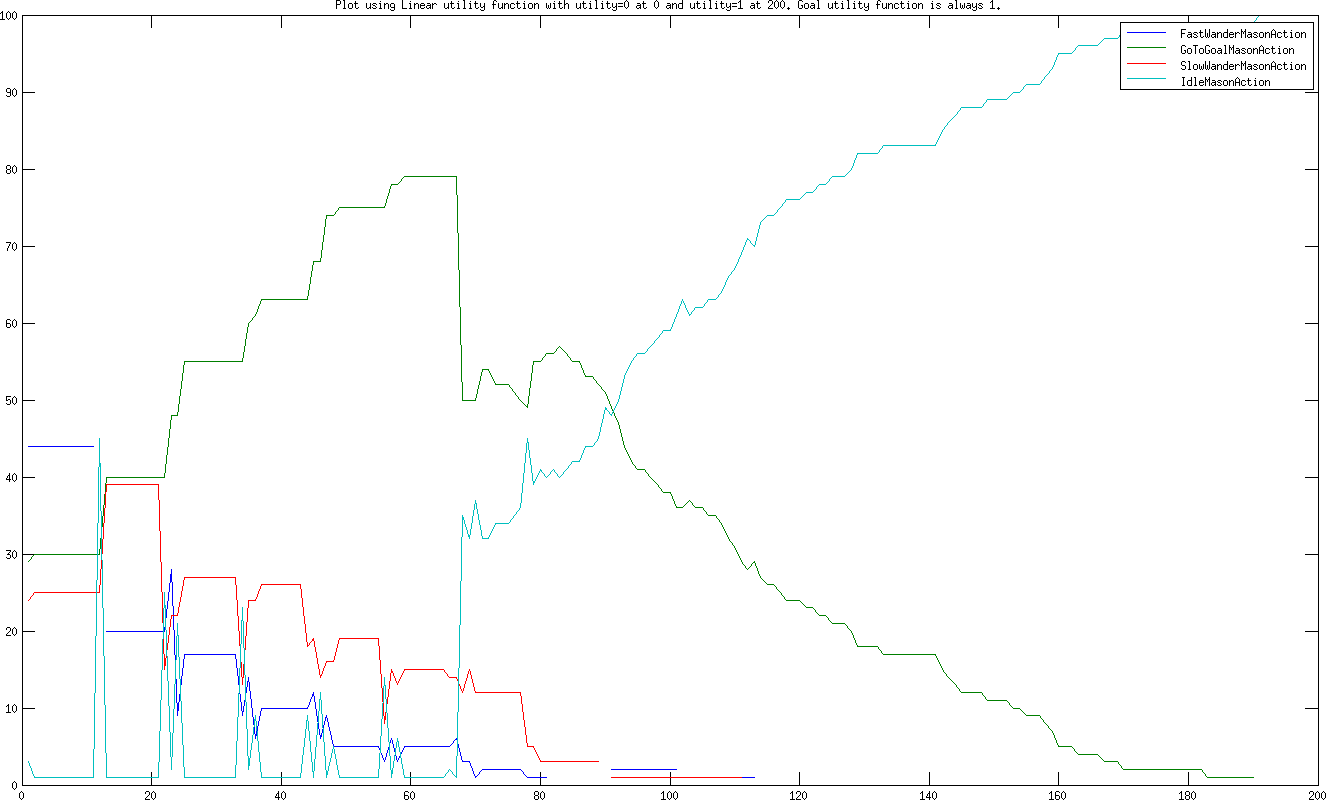 Plot using Linear utility function with utility=0 at 0 and utility=1 at 200. Goal utility function is always 1.
100
90
80
70
60
50
40
30
20
10
0
FastWanderMasonAction
GoToGoalMasonAction
SlowWanderMasonAction
IdleMasonAction
0 20 40 60 80 100 120 140 160 180 200